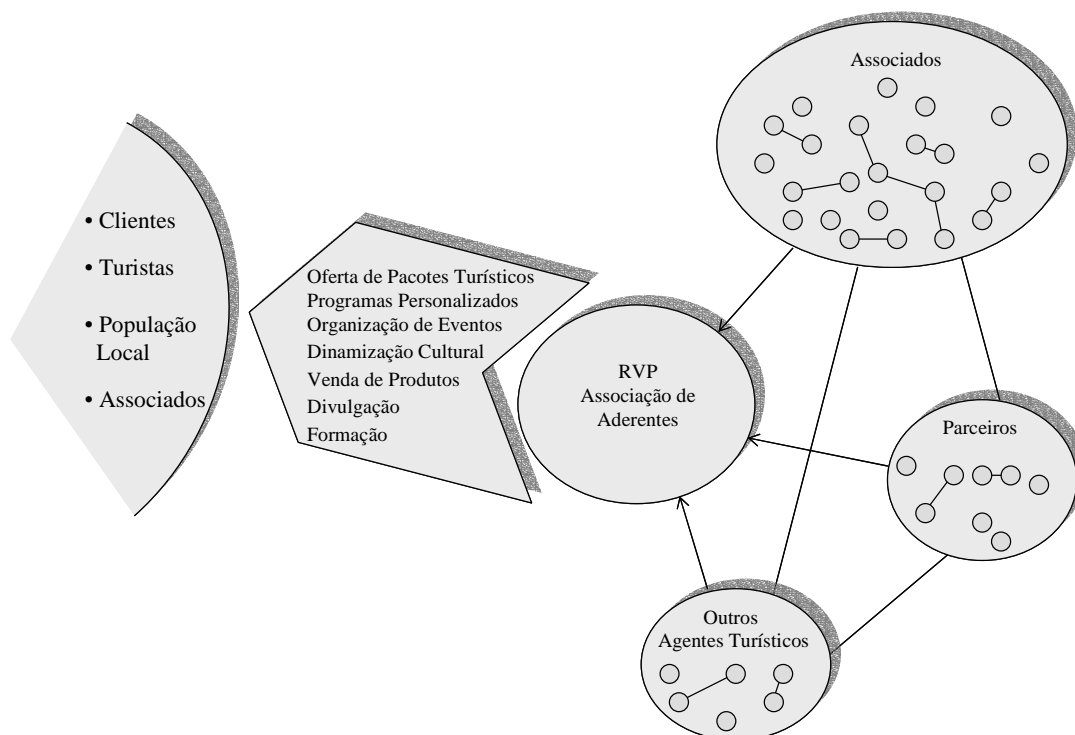 • Clientes
• Turistas
• População
Local
• Associados
Oferta de Pacotes Turísticos
Programas Personalizados
Organização de Eventos
Dinamização Cultural
Venda de Produtos
Divulgação
Formação
RVP
Associação de
Aderentes
Associados
Parceiros
Outros
Agentes Turísticos